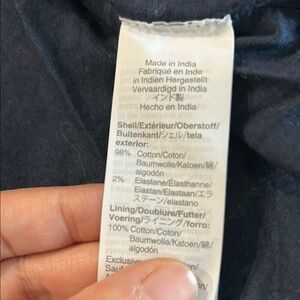 Made in India
Fabriqué en Inde
in Indien Hergestellt
Vervaardigd in India
インド製
Hecho en India
Shell/Extérieur/Oberstoff/
Buitenkant/シェル/tela
exterior:
98% Cotton/Coton/
Baumwolle/Katoen/綿/
algodón
2% Elastane/Elasthanne/
Elastan/Elastaan/エラ
ステーン/elastano
Lining/Doublure/Futter/
Voering/ライニング/forro:
100% Cotton/Coton/
Baumwolle/Katoen/綿/
algodón
Exclusive